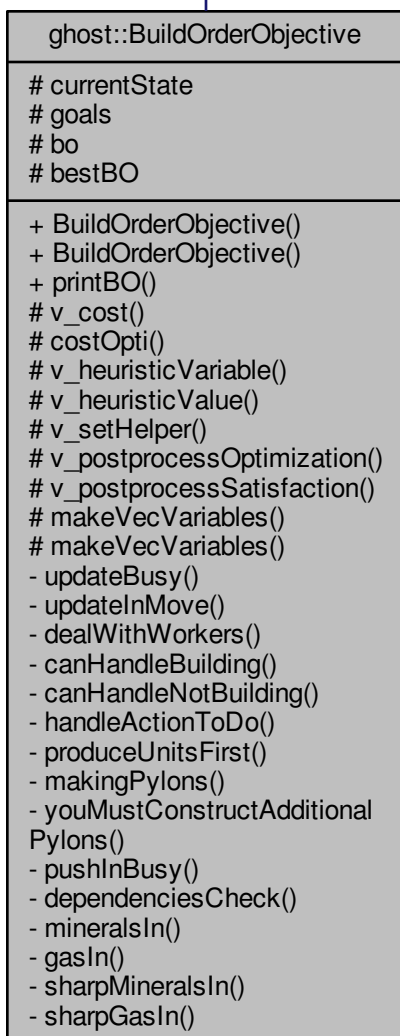 ghost::BuildOrderObjective
# currentState
# goals
# bo
# bestBO
+ BuildOrderObjective()
+ BuildOrderObjective()
+ printBO()
# v_cost()
# costOpti()
# v_heuristicVariable()
# v_heuristicValue()
# v_setHelper()
# v_postprocessOptimization()
# v_postprocessSatisfaction()
# makeVecVariables()
# makeVecVariables()
- updateBusy()
- updateInMove()
- dealWithWorkers()
- canHandleBuilding()
- canHandleNotBuilding()
- handleActionToDo()
- produceUnitsFirst()
- makingPylons()
- youMustConstructAdditional
Pylons()
- pushInBusy()
- dependenciesCheck()
- mineralsIn()
- gasIn()
- sharpMineralsIn()
- sharpGasIn()